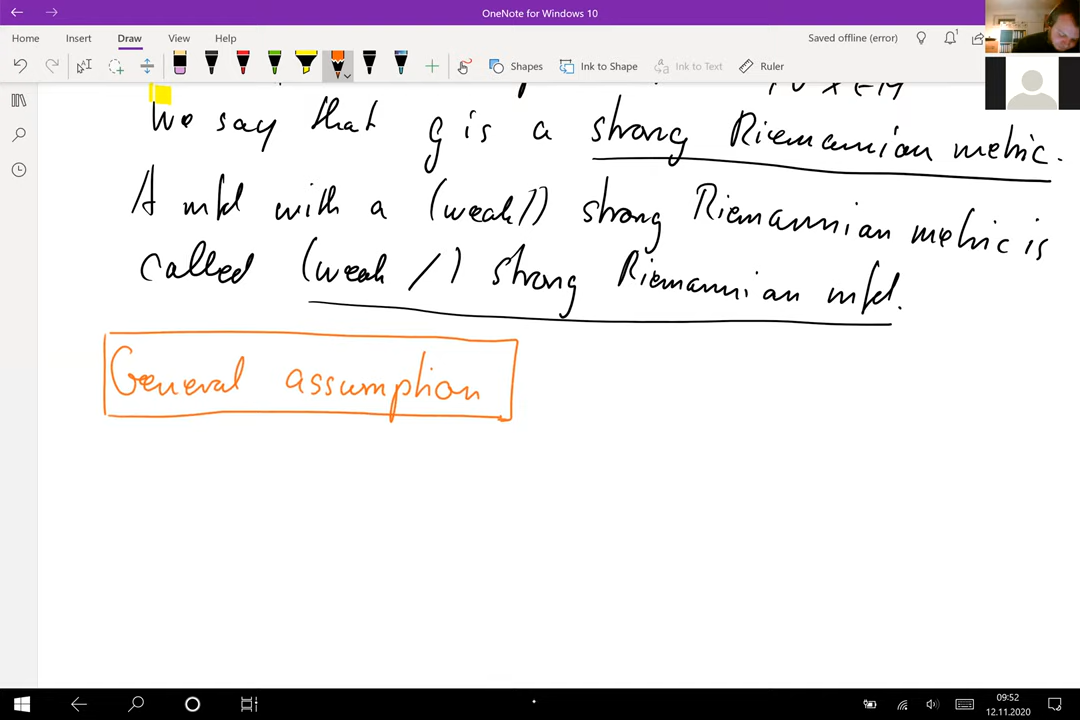 OneNote for Windows 10
Home Insert Draw View Help Saved offline (error)
Shapes Ink to Shape Ink to Text Ruler
We say that g is a strong Riemannian metric.
A mfd with a (weak/) strong Riemannian metric is
called (weak/) strong Riemannian mfd.
General assumption
09:52
12.11.2020